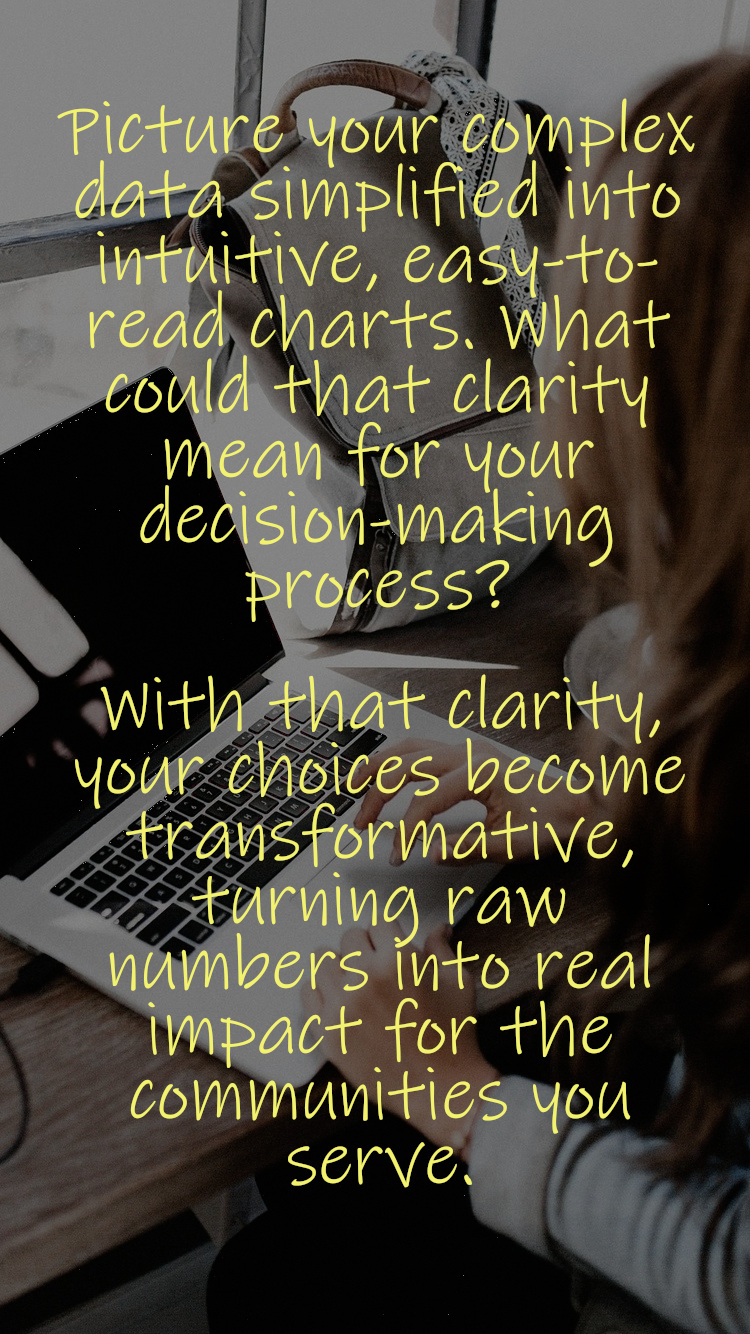 Picture your complex
data simplified into
intuitive, easy-to-
read charts. What
could that clarity
mean for your
decision-making
process?
With that clarity,
your choices become
transformative,
turning raw
numbers into real
impact for the
communities you
serve.